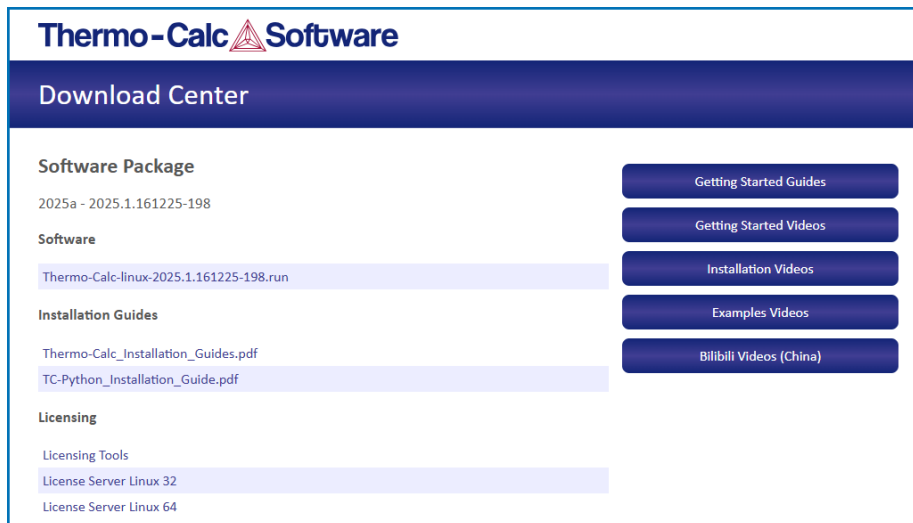 Thermo-Calc Software
Download Center
Software Package
2025a - 2025.1.161225-198
Software
Thermo-Calc-linux-2025.1.161225-198.run
Installation Guides
Thermo-Calc_Installation_Guides.pdf
TC-Python_Installation_Guide.pdf
Licensing
Licensing Tools
License Server Linux 32
License Server Linux 64
Getting Started Guides
Getting Started Videos
Installation Videos
Examples Videos
Bilibili Videos (China)